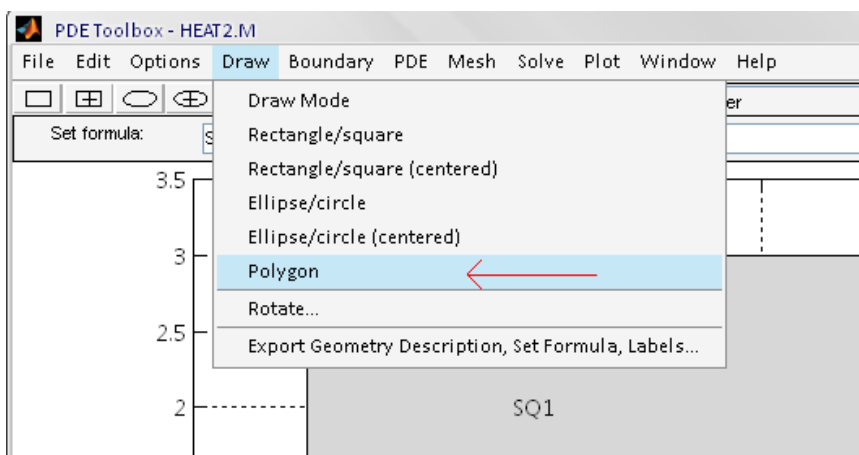 PDE Toolbox - HEAT2.M
File Edit Options Draw Boundary PDE Mesh Solve Plot Window Help
Draw Mode
er
Set formula:
S
Rectangle/square
Rectangle/square (centered)
3.5
Ellipse/circle
Ellipse/circle (centered)
3
Polygon
Rotate...
2.5
Export Geometry Description, Set Formula, Labels...
2
SQ1